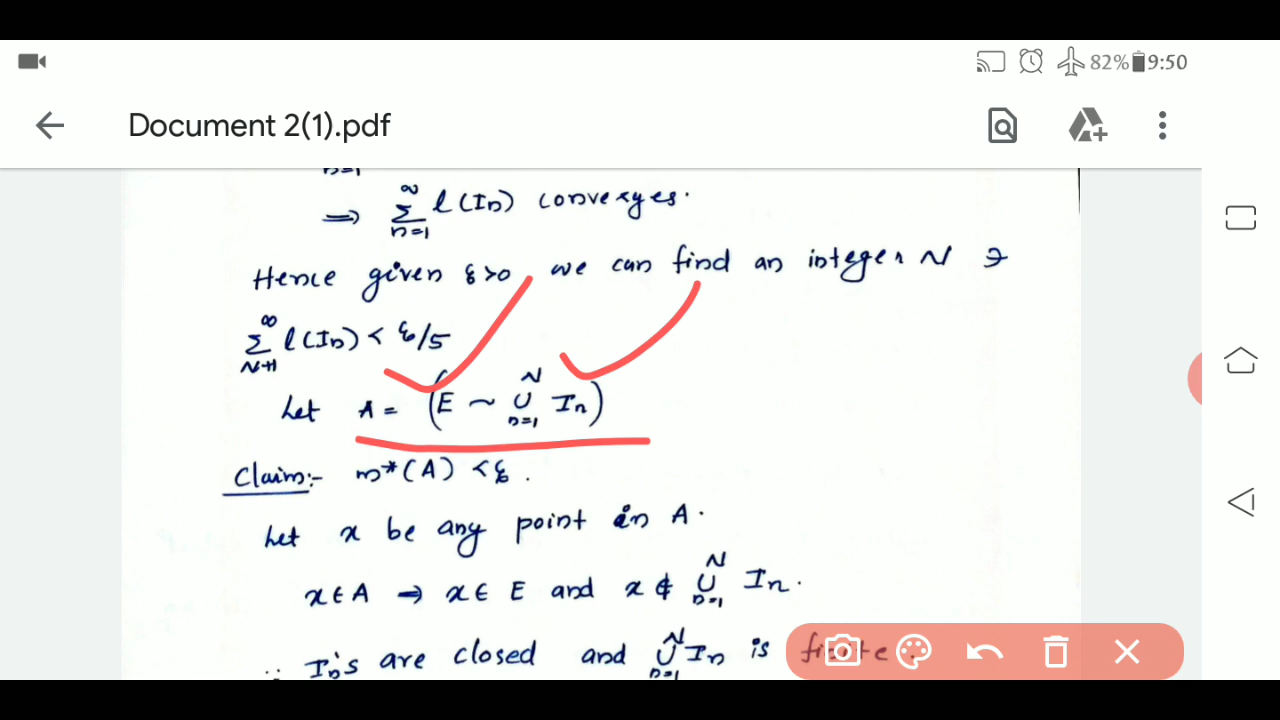 82% 9:50
Document 2(1).pdf
n=1
⇒ ∞ Σ n=1 l(In) converges.
Hence given ε>0, we can find an integer N ∋
∞ Σ N+1 l(In) < ε/5
Let A = (E ~ N ∪ n=1 In)
Claim:- m*(A) < ε.
Let x be any point in A.
x∈A ⇒ x∈ E and x ∉ N ∪ n=1 In.
∵ In's are closed and N ∪ n=1 In is finite.